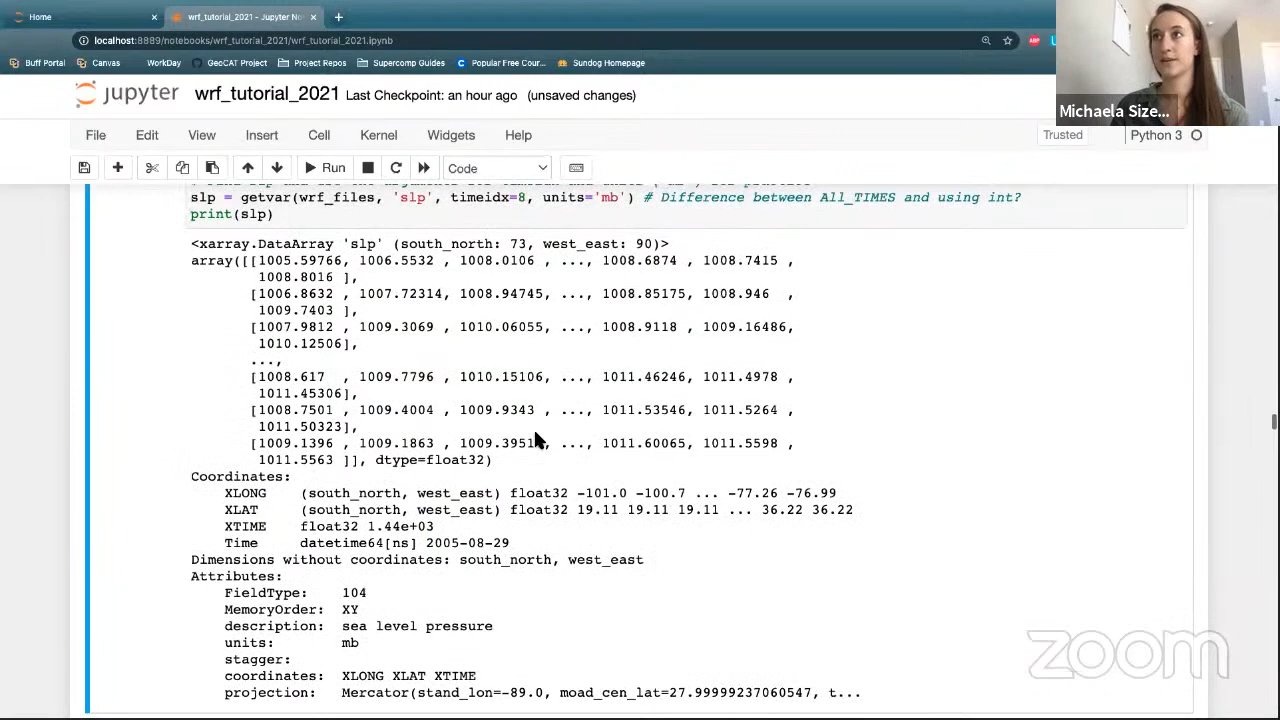 Home
wrf_tutorial_2021 - Jupyter No
localhost:8889/notebooks/wrf_tutorial_2021/wrf_tutorial_2021.ipynb
Buff Portal Canvas WorkDay GeoCAT Project Project Repos Supercomp Guides Popular Free Cour... Sundog Homepage
Michaela Size...
jupyter wrf_tutorial_2021 Last Checkpoint: an hour ago (unsaved changes)
File Edit View Insert Cell Kernel Widgets Help Trusted Python 3
Run Code
slp = getvar(wrf_files, 'slp', timeidx=8, units='mb') # Difference between All_TIMES and using int?
print(slp)
<xarray.DataArray 'slp' (south_north: 73, west_east: 90)>
array([[1005.59766, 1006.5532 , 1008.0106 , ..., 1008.6874 , 1008.7415 ,
1008.8016 ],
[1006.8632 , 1007.72314, 1008.94745, ..., 1008.85175, 1008.946 ,
1009.7403 ],
[1007.9812 , 1009.3069 , 1010.06055, ..., 1008.9118 , 1009.16486,
1010.12506],
...,
[1008.617 , 1009.7796 , 1010.15106, ..., 1011.46246, 1011.4978 ,
1011.45306],
[1008.7501 , 1009.4004 , 1009.9343 , ..., 1011.53546, 1011.5264 ,
1011.50323],
[1009.1396 , 1009.1863 , ..., 1011.60065, 1011.5598 ,
1011.5563 ]], dtype=float32)
Coordinates:
XLONG (south_north, west_east) float32 -101.0 -100.7 ... -77.26 -76.99
XLAT (south_north, west_east) float32 19.11 19.11 19.11 ... 36.22 36.22
XTIME float32 1.44e+03
Time datetime64[ns] 2005-08-29
Dimensions without coordinates: south_north, west_east
Attributes:
FieldType: 104
MemoryOrder: XY
description: sea level pressure
units: mb
stagger:
coordinates: XLONG XLAT XTIME
projection: Mercator(stand_lon=-89.0, moad_cen_lat=27.99999237060547, t...
zoom